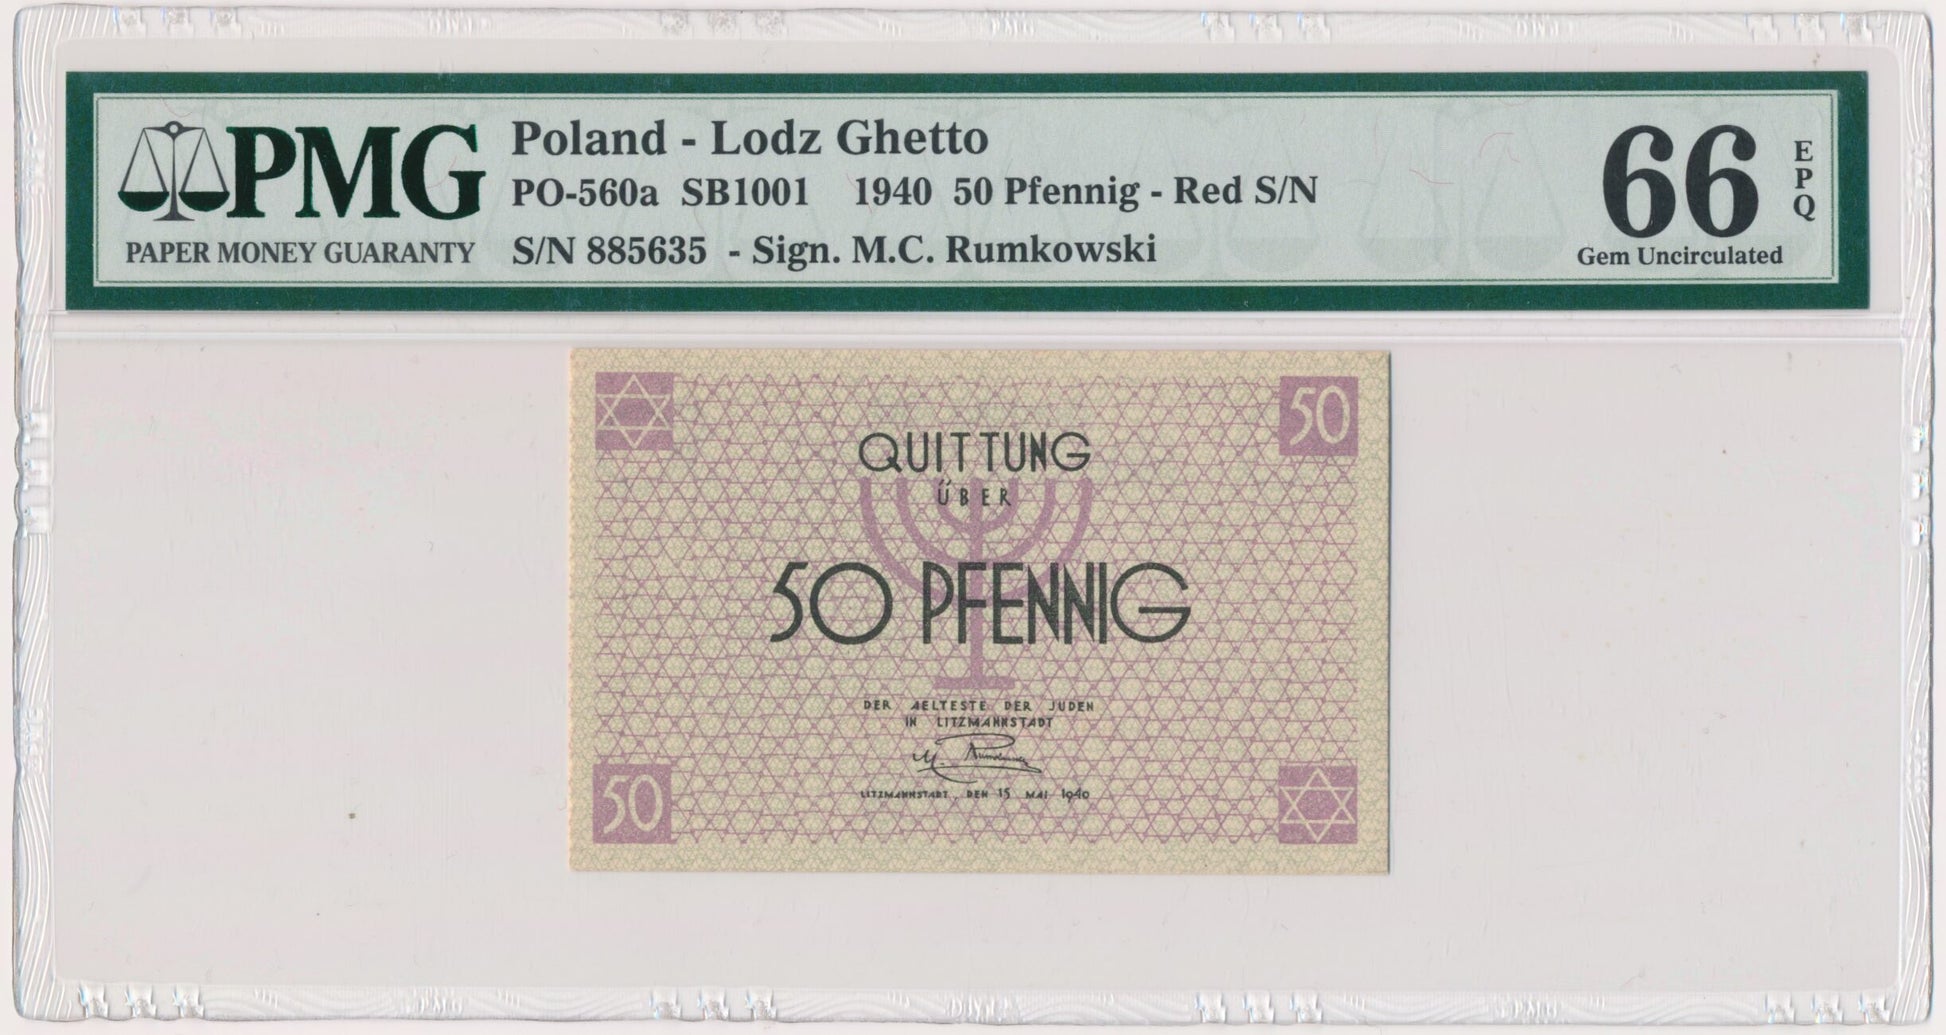 PMG
PAPER MONEY GUARANTY
Poland - Lodz Ghetto
PO-560a SB1001 1940 50 Pfennig - Red S/N
S/N 885635 - Sign. M.C. Rumkowski
66
EPQ
Gem Uncirculated
50
QUITTUNG
ÜBER
50 PFENNIG
DER AELTESTE DER JUDEN
IN LITZMANNSTADT
M. Rumkowski
LITZMANNSTADT, DEN 15. MAI 1940
50